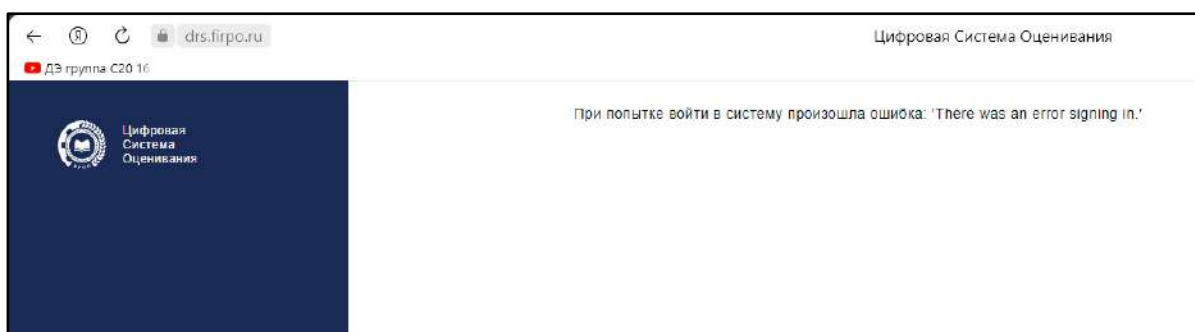 drs.firpo.ru
Цифровая Система Оценивания
ДЭ группа С20 16
Цифровая
Система
Оценивания
При попытке войти в систему произошла ошибка: 'There was an error signing in.'